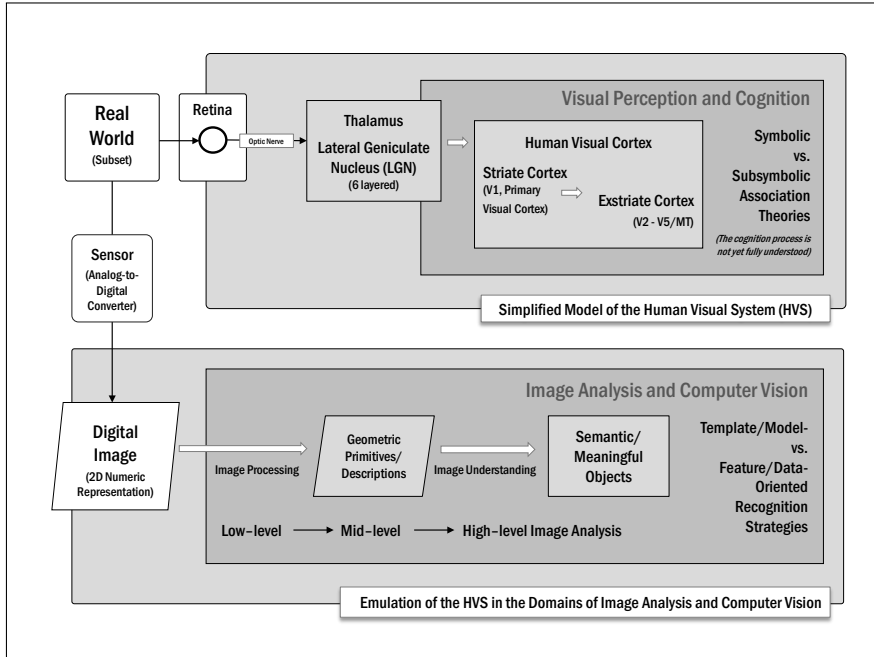 Real
World
(Subset)
Retina
Optic Nerve
Thalamus
Lateral Geniculate
Nucleus (LGN)
(6 layered)
Visual Perception and Cognition
Human Visual Cortex
Striate Cortex
(V1, Primary
Visual Cortex)
Exstriate Cortex
(V2 - V5/MT)
Symbolic
vs.
Subsymbolic
Association
Theories
(The cognition process is
not yet fully understood)
Simplified Model of the Human Visual System (HVS)
Sensor
(Analog-to-
Digital
Converter)
Digital
Image
(2D Numeric
Representation)
Image Analysis and Computer Vision
Image Processing
Geometric
Primitives/
Descriptions
Image Understanding
Semantic/
Meaningful
Objects
Template/Model-
vs.
Feature/Data-
Oriented
Recognition
Strategies
Low–level
Mid–level
High–level Image Analysis
Emulation of the HVS in the Domains of Image Analysis and Computer Vision